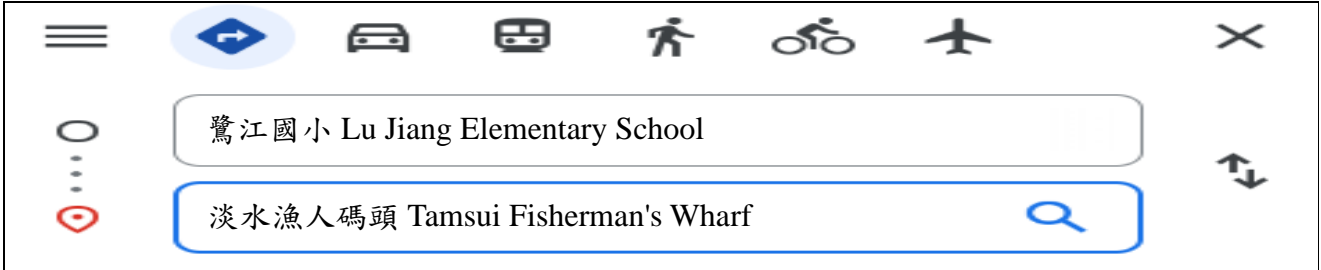 鷺江國小 Lu Jiang Elementary School
淡水漁人碼頭 Tamsui Fisherman's Wharf